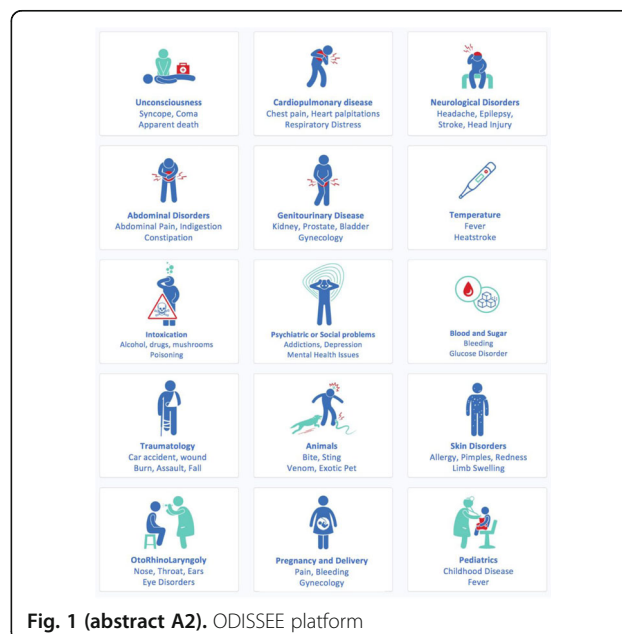 Unconsciousness
Syncope, Coma
Apparent death
Cardiopulmonary disease
Chest pain, Heart palpitations
Respiratory Distress
Neurological Disorders
Headache, Epilepsy,
Stroke, Head Injury
Abdominal Disorders
Abdominal Pain, Indigestion
Constipation
Genitourinary Disease
Kidney, Prostate, Bladder
Gynecology
Temperature
Fever
Heatstroke
Intoxication
Alcohol, drugs, mushrooms
Poisoning
Psychiatric or Social problems
Addictions, Depression
Mental Health Issues
Blood and Sugar
Bleeding
Glucose Disorder
Traumatology
Car accident, wound
Burn, Assault, Fall
Animals
Bite, Sting
Venom, Exotic Pet
Skin Disorders
Allergy, Pimples, Redness
Limb Swelling
OtoRhinoLaryngoly
Nose, Throat, Ears
Eye Disorders
Pregnancy and Delivery
Pain, Bleeding
Gynecology
Pediatrics
Childhood Disease
Fever
Fig. 1 (abstract A2). ODISSEE platform